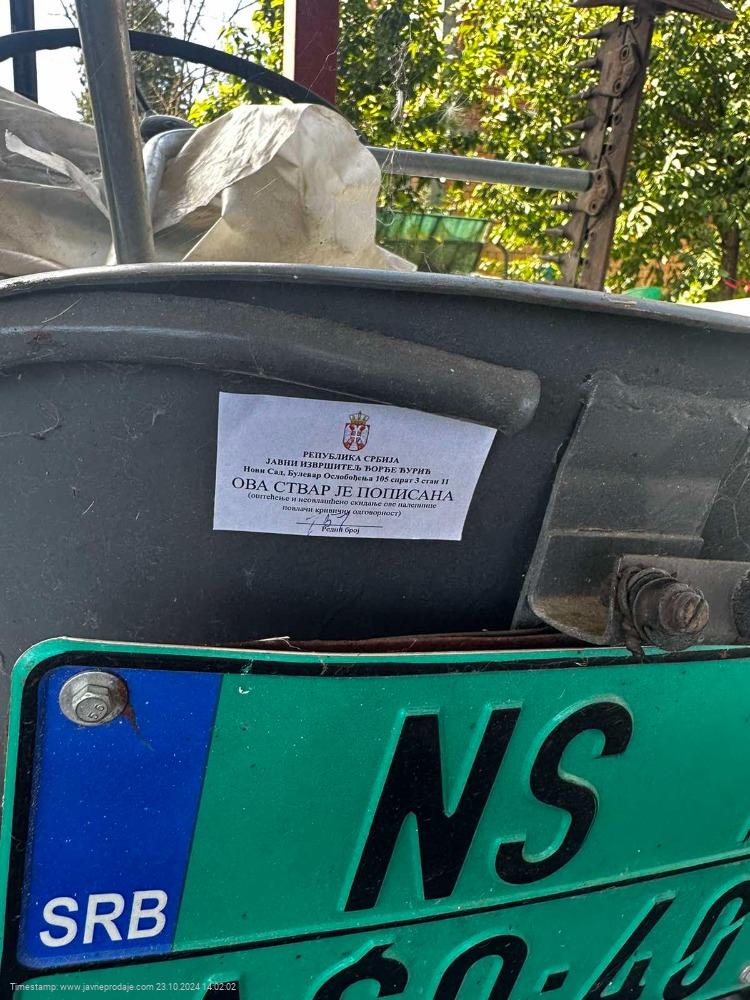 РЕПУБЛИКА СРБИЈА
ЈАВНИ ИЗВРШИТЕЉ ЂОРЂЕ ЂУРИЋ
Нови Сад, Булевар Ослобођења 105 спрат 3 стан 11
ОВА СТВАР ЈЕ ПОПИСАНА
(оштећење и неовлашћено скидање ове налепнице
повлачи кривичну одговорност)
Редни број
NS
SRB
Timestamp: www.javneprodaje.com 23.10.2024 14:02:02